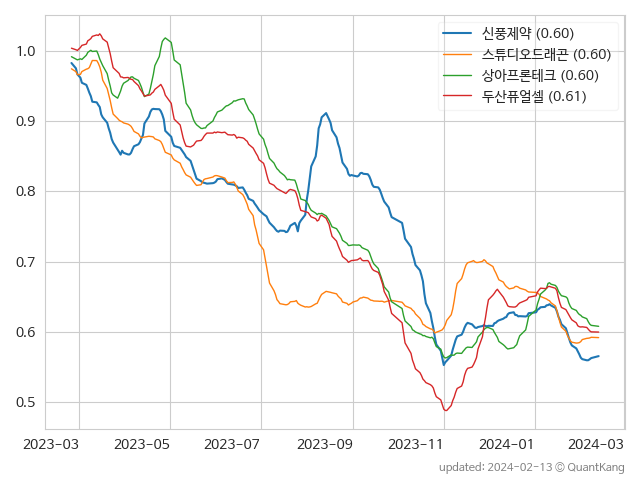 신풍제약 (0.60)
스튜디오드래곤 (0.60)
상아프론테크 (0.60)
두산퓨얼셀 (0.61)
1.0
0.9
0.8
0.7
0.6
0.5
2023-03 2023-05 2023-07 2023-09 2023-11 2024-01 2024-03
updated: 2024-02-13 © QuantKang